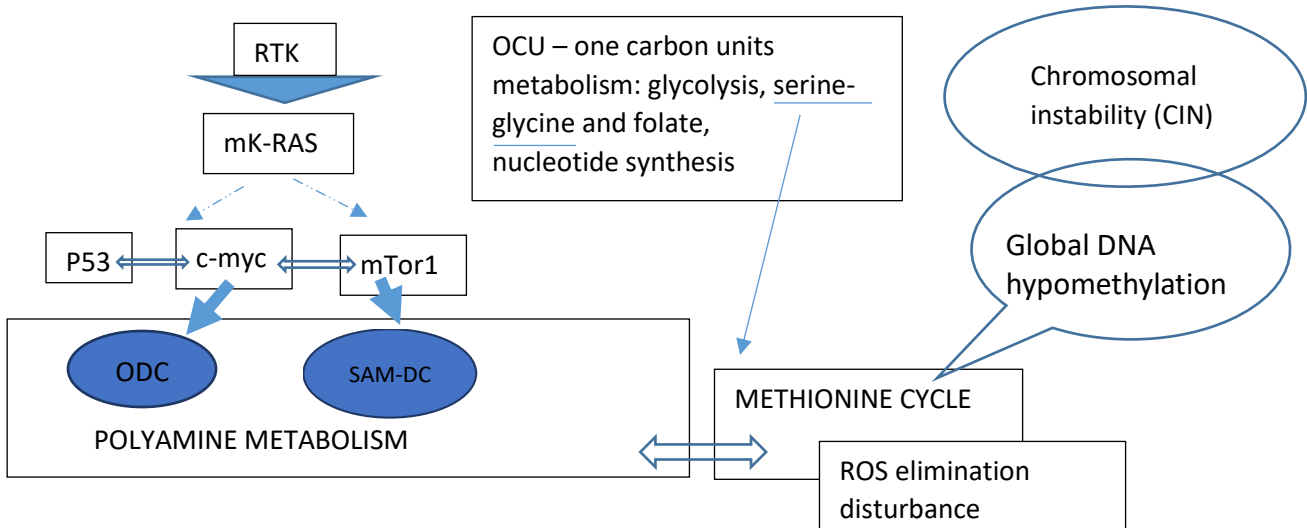 RTK
mK-RAS
P53
c-myc
mTor1
ODC
SAM-DC
POLYAMINE METABOLISM
OCU – one carbon units
metabolism: glycolysis, serine-
glycine and folate,
nucleotide synthesis
Chromosomal
instability (CIN)
Global DNA
hypomethylation
METHIONINE CYCLE
ROS elimination
disturbance